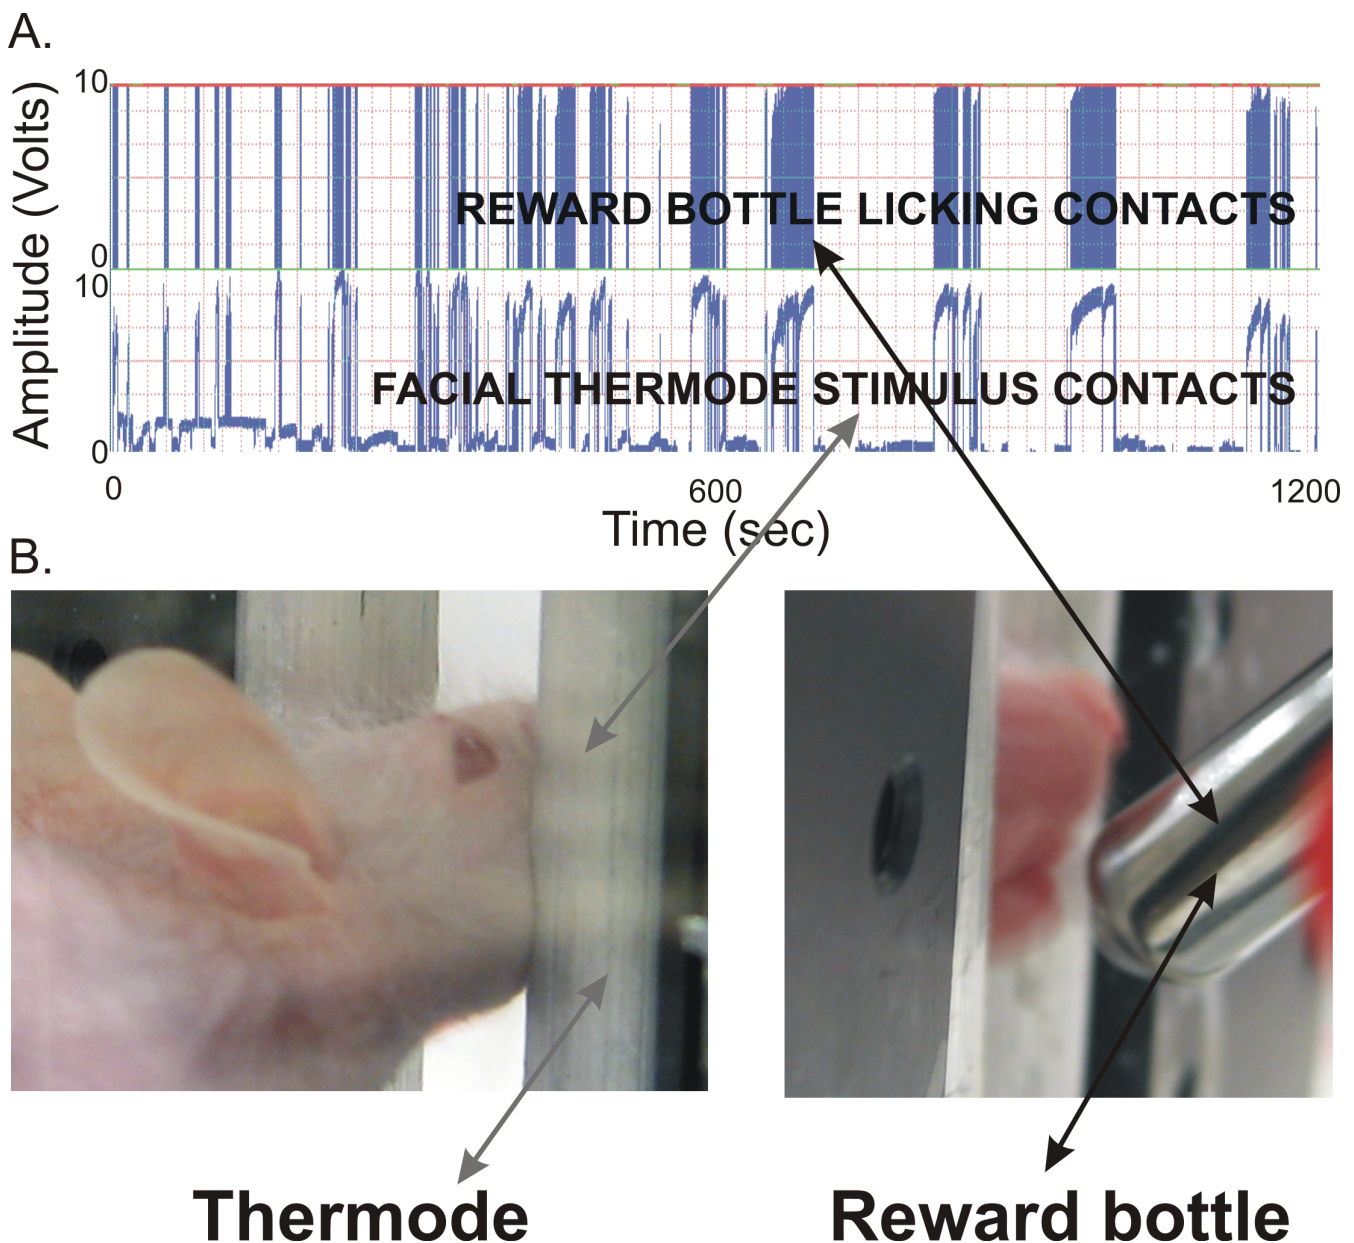 A.
Amplitude (Volts)
10
REWARD BOTTLE LICKING CONTACTS
0
10
FACIAL THERMODE STIMULUS CONTACTS
0
0 600 1200
Time (sec)
B.
Thermode Reward bottle